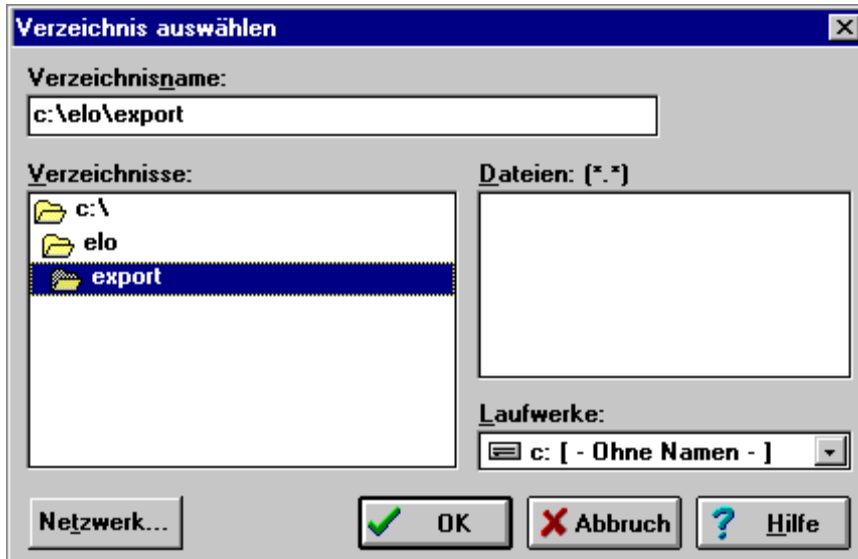 Verzeichnis auswählen
Verzeichnisname:
c:\elo\export
Verzeichnisse:
c:\
elo
export
Dateien: (*.*)
Laufwerke:
c: [ - Ohne Namen - ]
Netzwerk...
OK
Abbruch
Hilfe